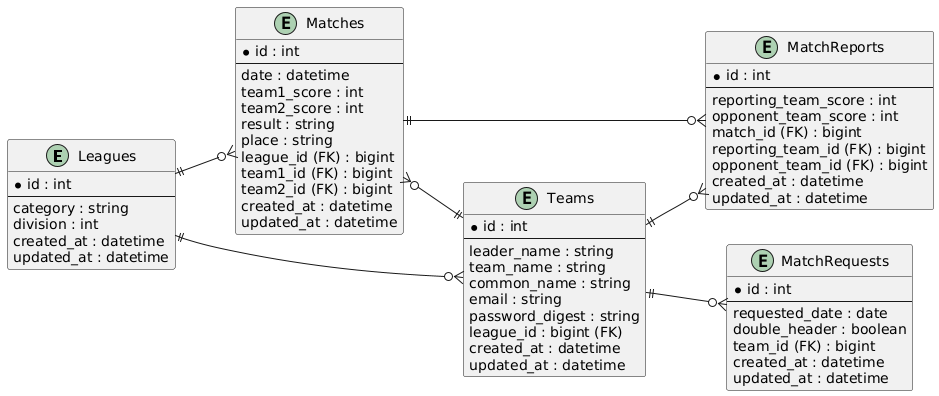 E Leagues
id : int
category : string
division : int
created_at : datetime
updated_at : datetime
E Matches
id : int
date : datetime
team1_score : int
team2_score : int
result : string
place : string
league_id (FK) : bigint
team1_id (FK) : bigint
team2_id (FK) : bigint
created_at : datetime
updated_at : datetime
E Teams
id : int
leader_name : string
team_name : string
common_name : string
email : string
password_digest : string
league_id : bigint (FK)
created_at : datetime
updated_at : datetime
E MatchReports
id : int
reporting_team_score : int
opponent_team_score : int
match_id (FK) : bigint
reporting_team_id (FK) : bigint
opponent_team_id (FK) : bigint
created_at : datetime
updated_at : datetime
E MatchRequests
id : int
requested_date : date
double_header : boolean
team_id (FK) : bigint
created_at : datetime
updated_at : datetime